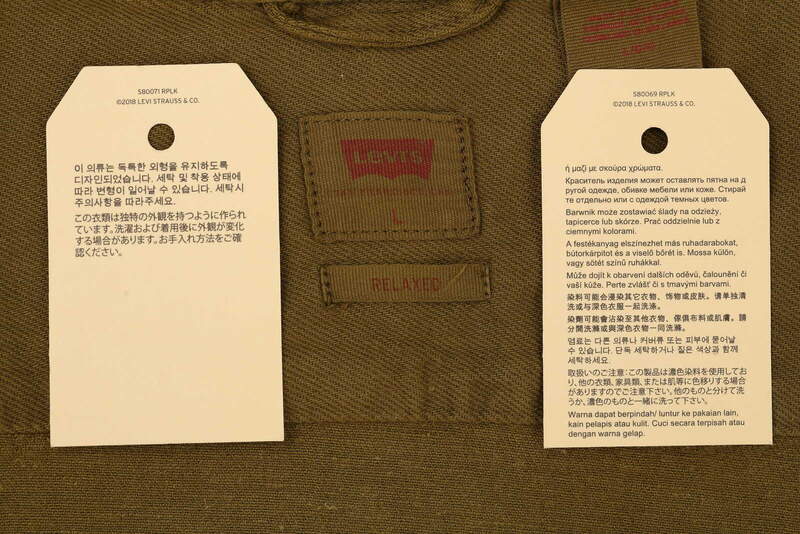 S80071 RPLK
©2018 LEVI STRAUSS & CO.
이 의류는 독특한 외형을 유지하도록
디자인되었습니다. 세탁 및 착용 상태에
따라 변형이 일어날 수 있습니다. 세탁시
주의사항을 따라주세요.
この衣類は独特の外観を持つように作られ
ています。洗濯および着用後に外観が変化
する場合があります。お手入れ方法をご確
認ください。
Levi's
L
RELAXED
S80069 RPLK
©2018 LEVI STRAUSS & CO.
ή μαζί με σκούρα χρώματα.
Краситель изделия может оставлять пятна на д
ругой одежде, обивке мебели или коже. Стирай
те отдельно или с одеждой темных цветов.
Barwnik może zostawiać ślady na odzieży,
tapicerce lub skórze. Prać oddzielnie lub z
ciemnymi kolorami.
A festékanyag elszínezhet más ruhadarabokat,
bútorkárpitot és a viselő bőrét is. Mossa külön,
vagy sötét színű ruhákkal.
Může dojít k obarvení dalších oděvů, čalounění či
vaší kůže. Perte zvlášť či s tmavými barvami.
染料可能会浸染其它衣物、饰物或皮肤。请单独清
洗或与深色衣服一起洗涤。
染劑可能會沾染至其他衣物、傢俱布料或肌膚。請
分開洗滌或與深色衣物一同洗滌。
염료는 다른 의류나 커버류 또는 피부에 묻어날
수 있습니다. 단독 세탁하거나 짙은 색상과 함께
세탁하세요.
取扱いのご注意：この製品は濃色染料を使用してお
り、他の衣類、家具類、または肌等に色移りする場合
がありますのでご注意下さい。他のものと分けて洗
うか、濃色のものと一緒に洗って下さい。
Warna dapat berpindah/ luntur ke pakaian lain,
kain pelapis atau kulit. Cuci secara terpisah atau
dengan warna gelap.